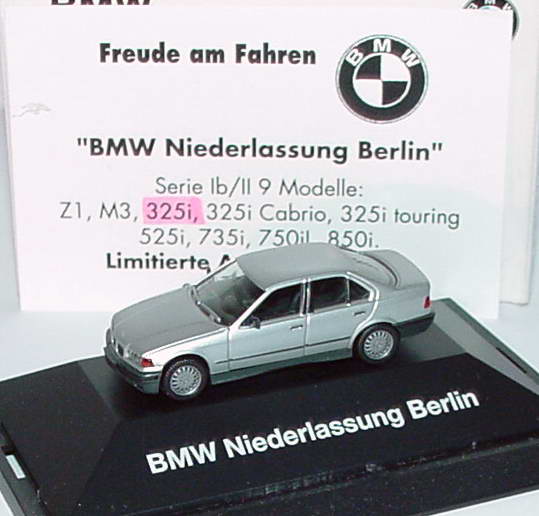 BMW
Freude am Fahren
BMW
"BMW Niederlassung Berlin"
Serie Ib/II 9 Modelle:
Z1, M3, 325i, 325i Cabrio, 325i touring
525i, 735i, 750iL, 850i.
Limitierte
BMW Niederlassung Berlin